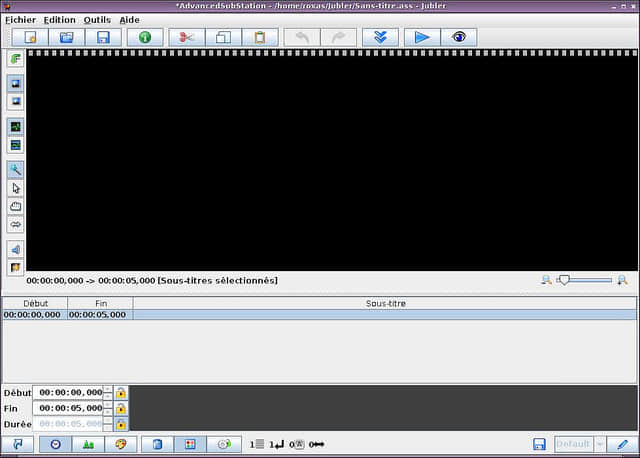 *AdvancedSubStation - /home/roxas/Jubler/Sans-titre.ass - Jubler
Fichier Edition Outils Aide
00:00:00,000 -> 00:00:05,000 [Sous-titres sélectionnés]
Début Fin Sous-titre
00:00:00,000 00:00:05,000
Début 00:00:00,000
Fin 00:00:05,000
Durée 00:00:05,000
1 1 0 0 Default